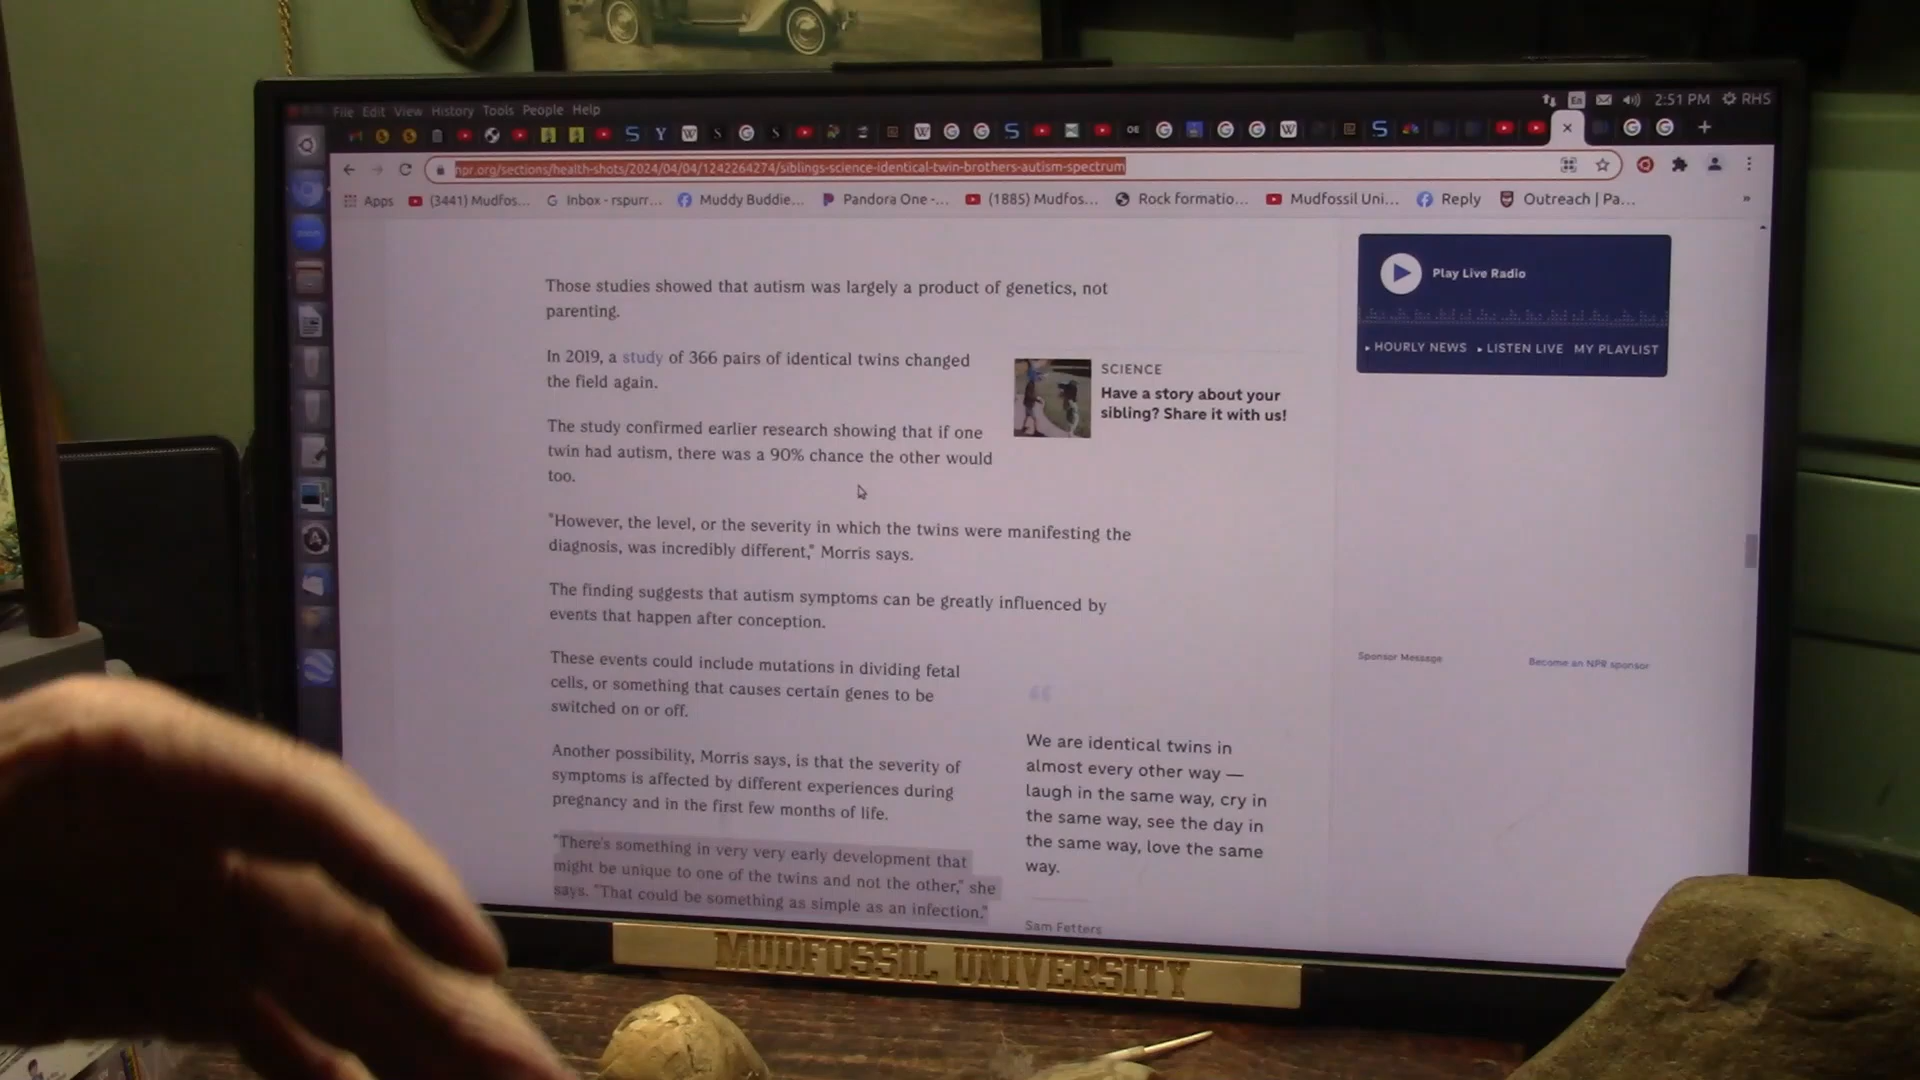 File Edit View History Tools People Help
2:51 PM RHS
npr.org/sections/health-shots/2024/04/04/1242264274/siblings-science-identical-twin-brothers-autism-spectrum
Apps (3441) Mudfos... Inbox - rspurr... Muddy Buddie... Pandora One -... (1885) Mudfos... Rock formatio... Mudfossil Uni... Reply Outreach | Pa... »
Those studies showed that autism was largely a product of genetics, not
parenting.
In 2019, a study of 366 pairs of identical twins changed
the field again.
The study confirmed earlier research showing that if one
twin had autism, there was a 90% chance the other would
too.
"However, the level, or the severity in which the twins were manifesting the
diagnosis, was incredibly different," Morris says.
The finding suggests that autism symptoms can be greatly influenced by
events that happen after conception.
These events could include mutations in dividing fetal
cells, or something that causes certain genes to be
switched on or off.
Another possibility, Morris says, is that the severity of
symptoms is affected by different experiences during
pregnancy and in the first few months of life.
"There's something in very very early development that
might be unique to one of the twins and not the other," she
says. "That could be something as simple as an infection."
SCIENCE
Have a story about your
sibling? Share it with us!
We are identical twins in
almost every other way —
laugh in the same way, cry in
the same way, see the day in
the same way, love the same
way.
Sam Fetters
Play Live Radio
HOURLY NEWS LISTEN LIVE MY PLAYLIST
Sponsor Message Become an NPR sponsor
MUDFOSSIL UNIVERSITY